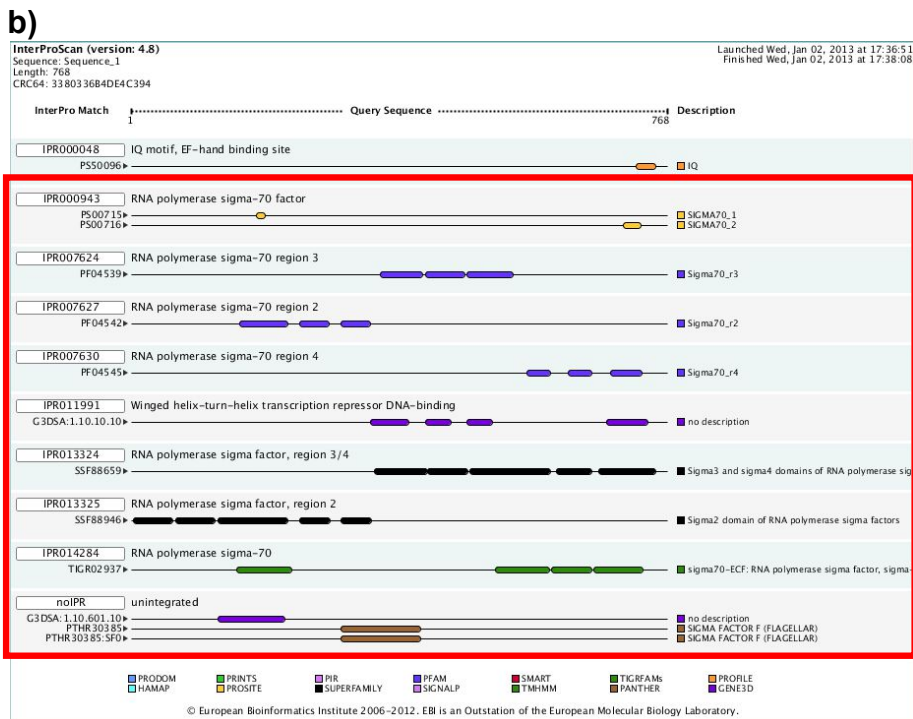 b)
InterProScan (version: 4.8)
Sequence: Sequence_1
Length: 768
CRC64: 3380336B4DE4C394
Launched Wed, Jan 02, 2013 at 17:36:51
Finished Wed, Jan 02, 2013 at 17:38:08
InterPro Match Query Sequence Description
1 768
IPR000048 IQ motif, EF-hand binding site
PS50096 IQ
IPR000943 RNA polymerase sigma-70 factor
PS00715 SIGMA70_1
PS00716 SIGMA70_2
IPR007624 RNA polymerase sigma-70 region 3
PF04539 Sigma70_r3
IPR007627 RNA polymerase sigma-70 region 2
PF04542 Sigma70_r2
IPR007630 RNA polymerase sigma-70 region 4
PF04545 Sigma70_r4
IPR011991 Winged helix-turn-helix transcription repressor DNA-binding
G3DSA:1.10.10.10 no description
IPR013324 RNA polymerase sigma factor, region 3/4
SSF88659 Sigma3 and sigma4 domains of RNA polymerase sig
IPR013325 RNA polymerase sigma factor, region 2
SSF88946 Sigma2 domain of RNA polymerase sigma factors
IPR014284 RNA polymerase sigma-70
TIGR02937 sigma70-ECF: RNA polymerase sigma factor, sigma-
noIPR unintegrated
G3DSA:1.10.601.10 no description
PTHR30385 SIGMA FACTOR F (FLAGELLAR)
PTHR30385:SF0 SIGMA FACTOR F (FLAGELLAR)
PRODOM PRINTS PIR PFAM SMART TIGRFAMs PROFILE
HAMAP PROSITE SUPERFAMILY SIGNALP TMHMM PANTHER GENE3D
© European Bioinformatics Institute 2006-2012. EBI is an Outstation of the European Molecular Biology Laboratory.